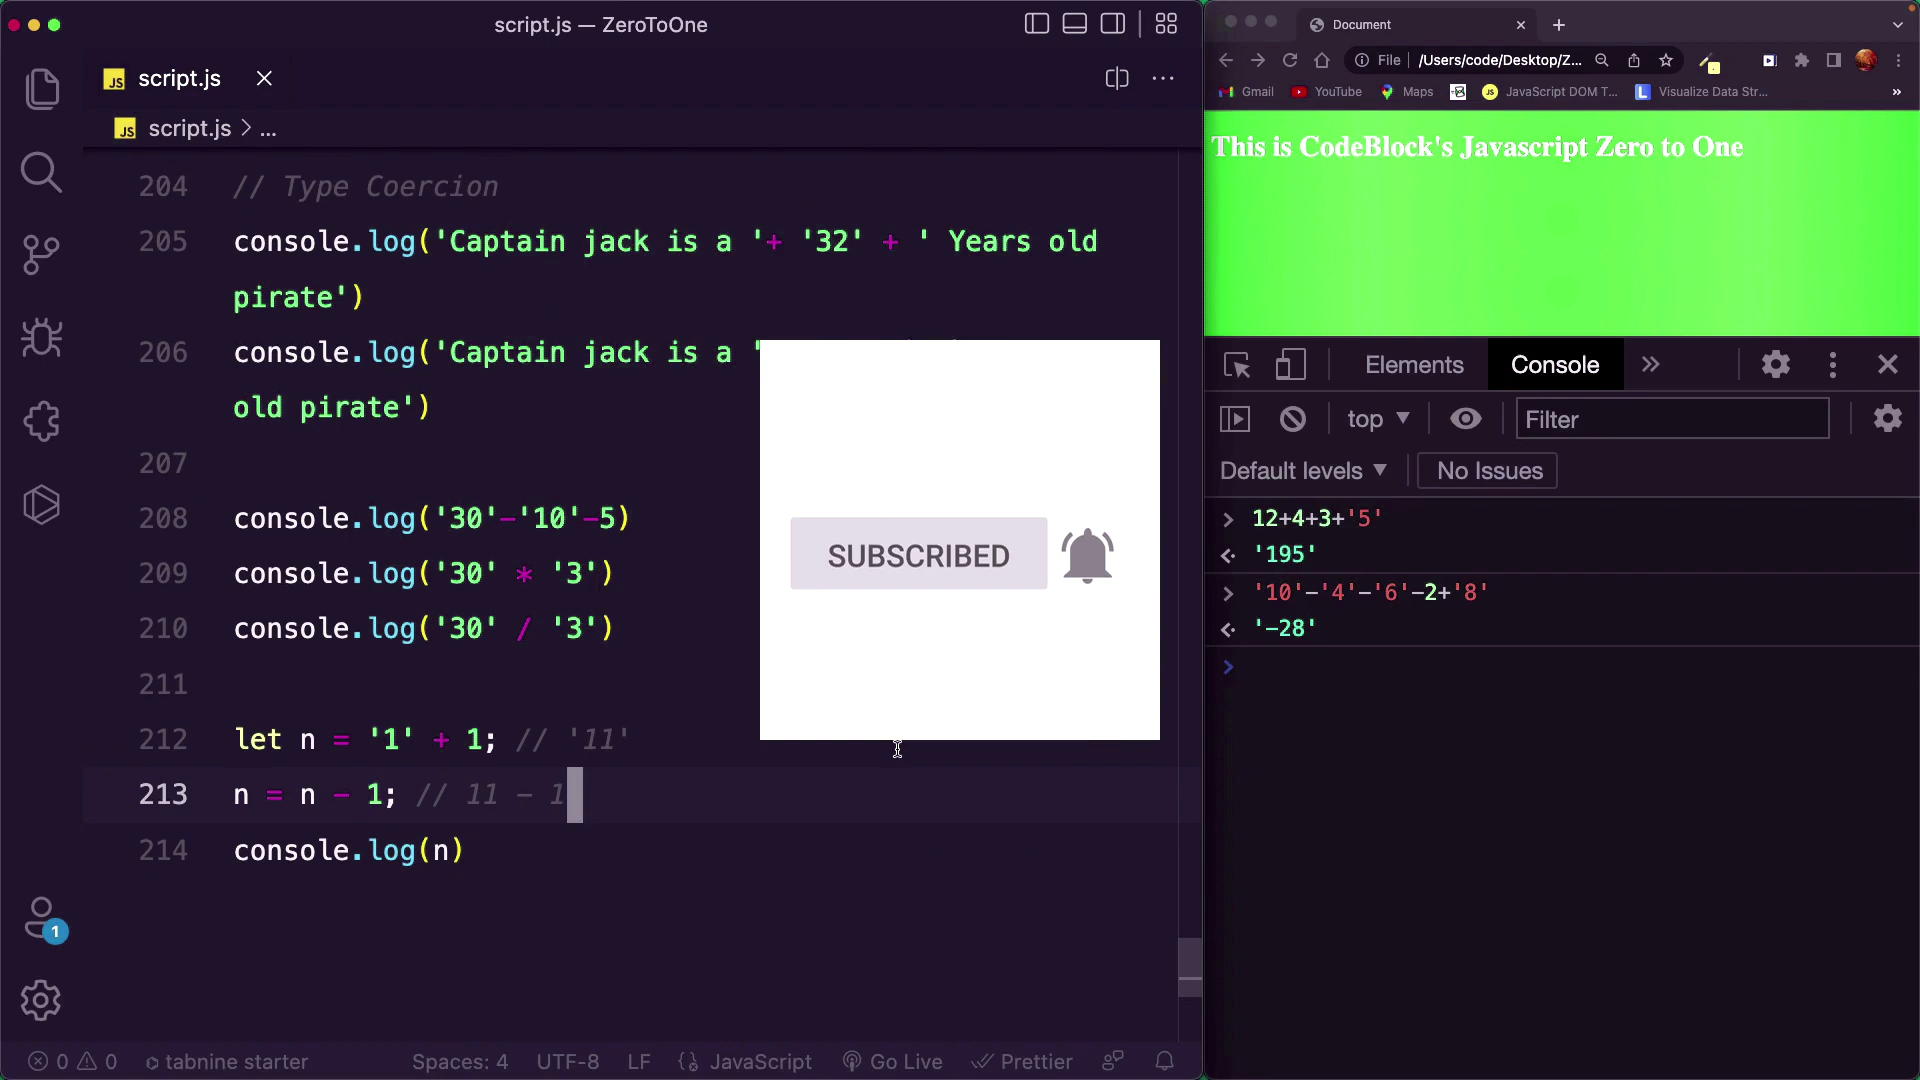 script.js — ZeroToOne
JS script.js
JS script.js > ...
204 // Type Coercion
205 console.log('Captain jack is a '+ '32' + ' Years old
pirate')
206 console.log('Captain jack is a '
old pirate')
207
208 console.log('30'-'10'-5)
209 console.log('30' * '3')
210 console.log('30' / '3')
211
212 let n = '1' + 1; // '11'
213 n = n - 1; // 11 - 1
214 console.log(n)
SUBSCRIBED
1
0 0 tabnine starter Spaces: 4 UTF-8 LF {} JavaScript Go Live Prettier
Document
File /Users/code/Desktop/Z...
Gmail YouTube Maps JS JavaScript DOM T... L Visualize Data Str... »
This is CodeBlock's Javascript Zero to One
Elements Console »
top Filter
Default levels No Issues
> 12+4+3+'5'
'195'
> '10'-'4'-'6'-2+'8'
'-28'
>